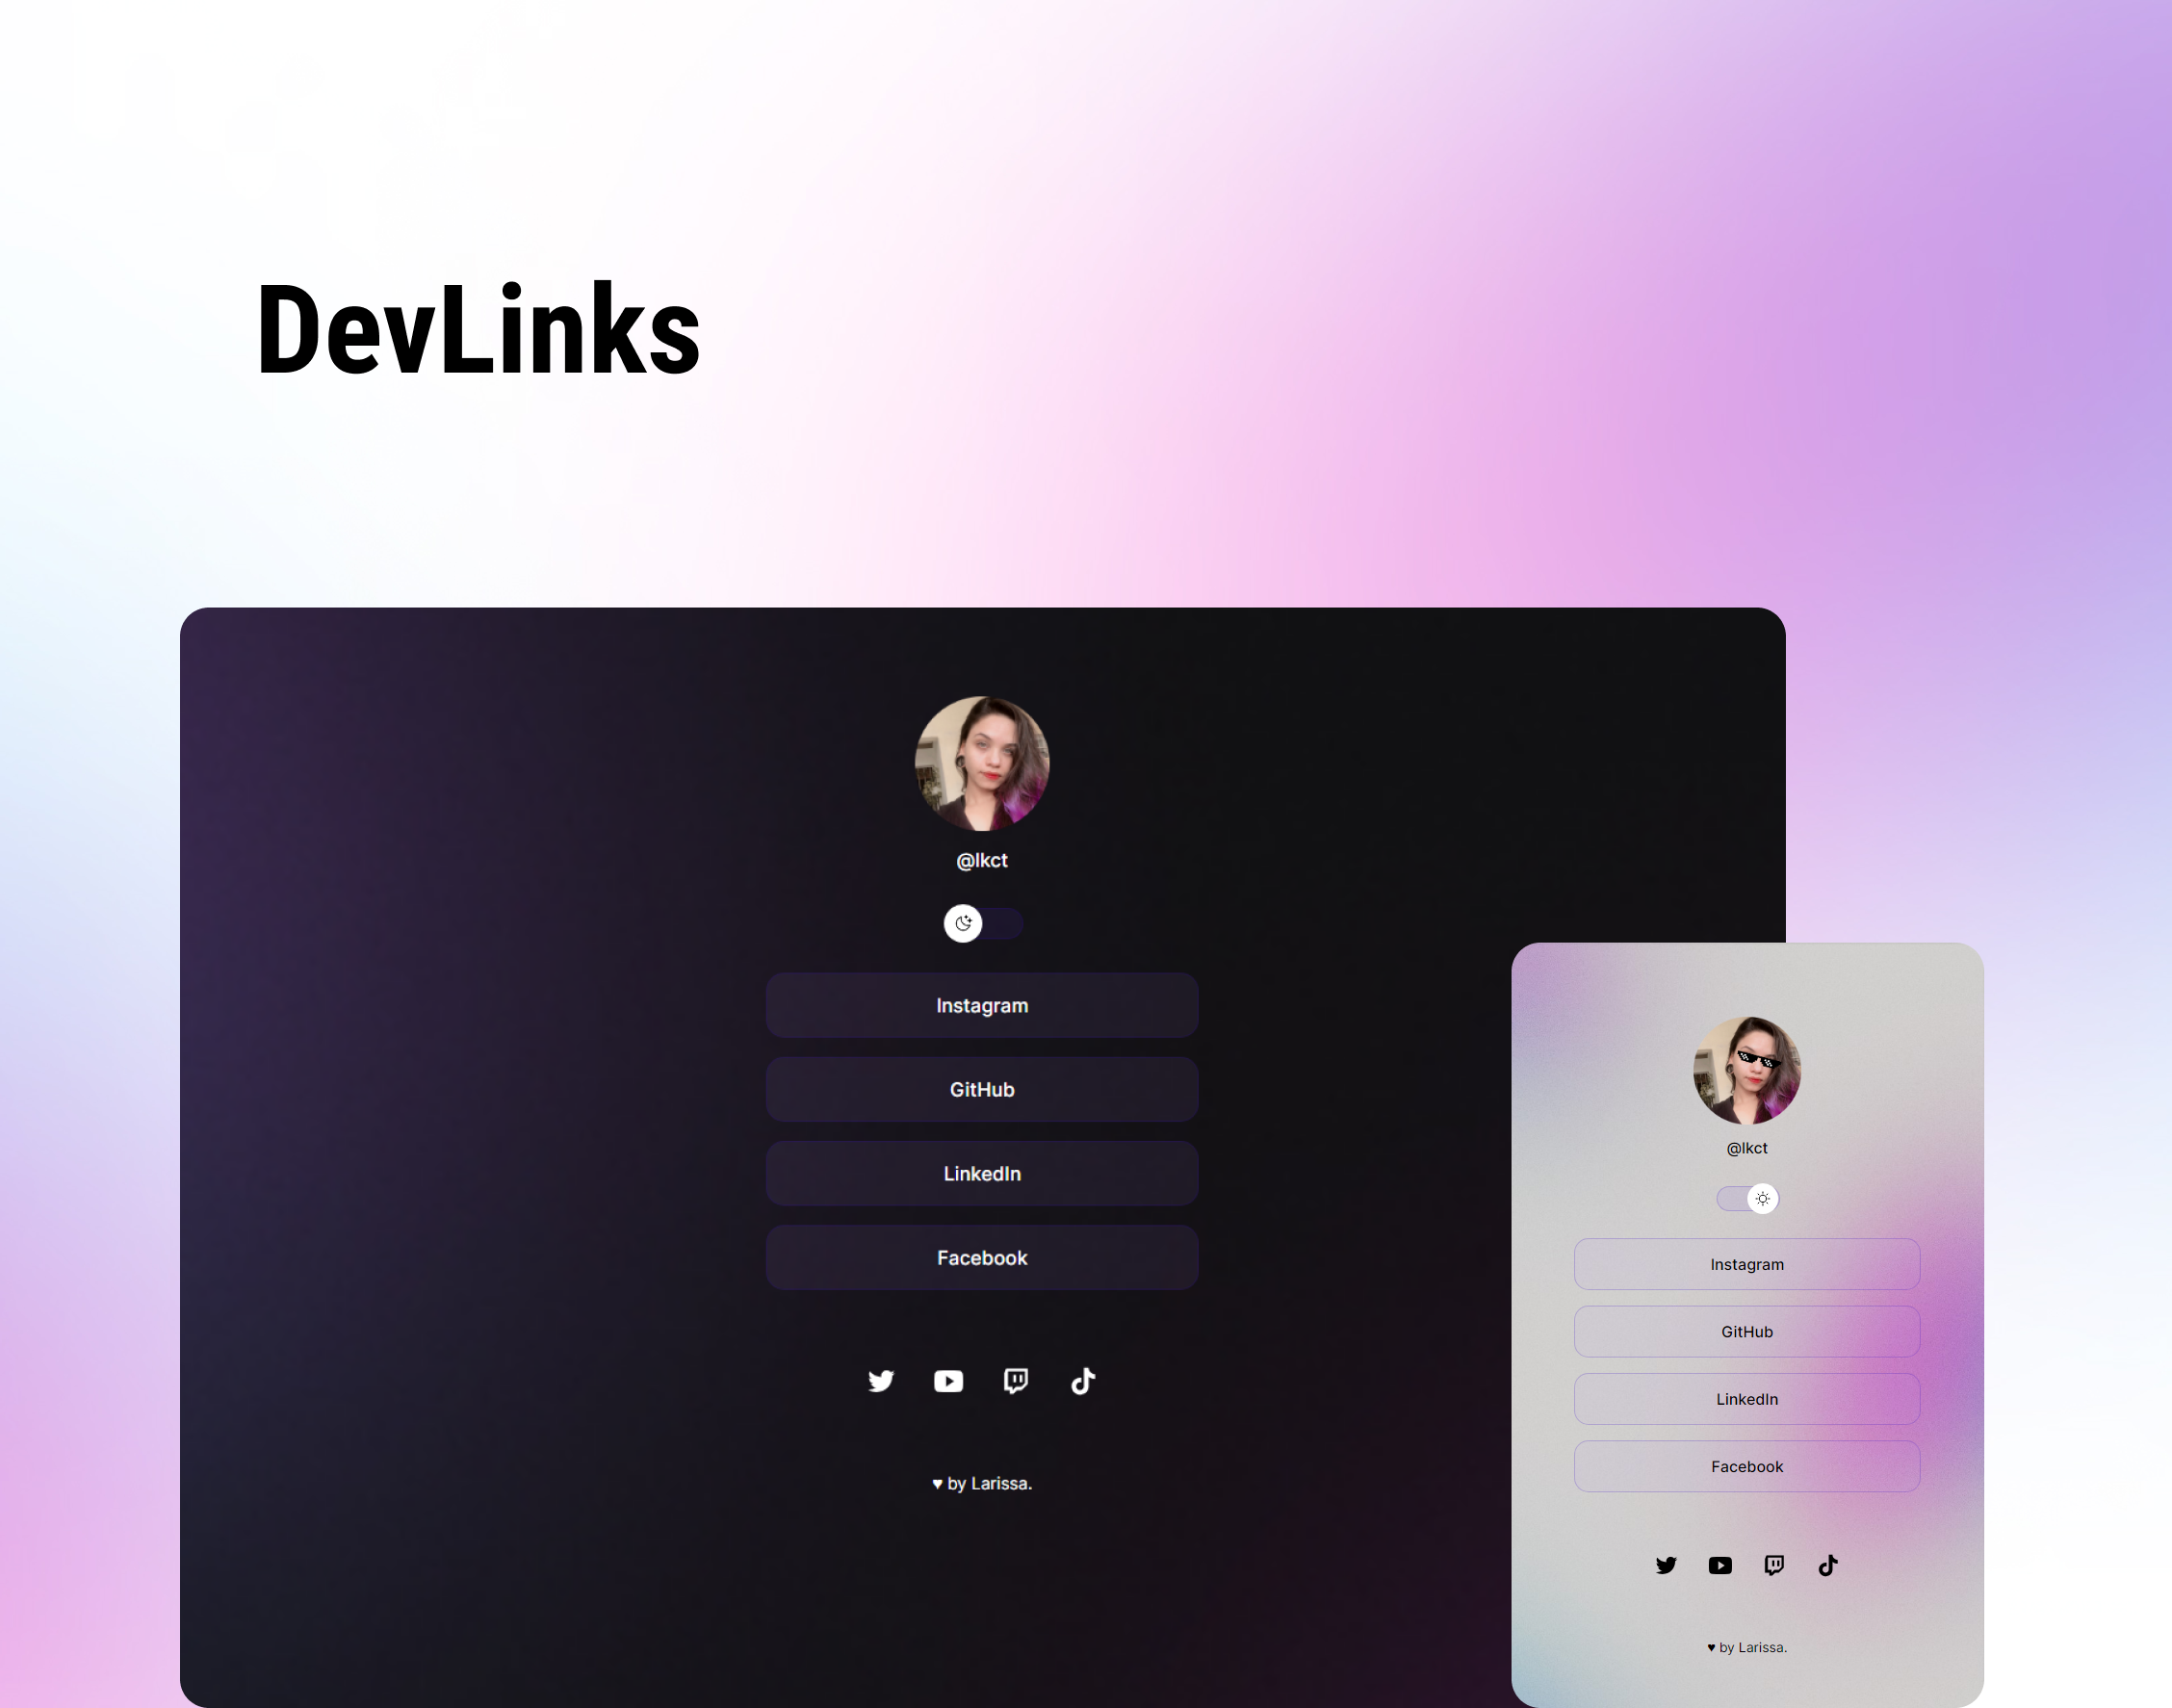 DevLinks
@lkct
Instagram
GitHub
LinkedIn
Facebook
♥ by Larissa.
@lkct
Instagram
GitHub
LinkedIn
Facebook
♥ by Larissa.